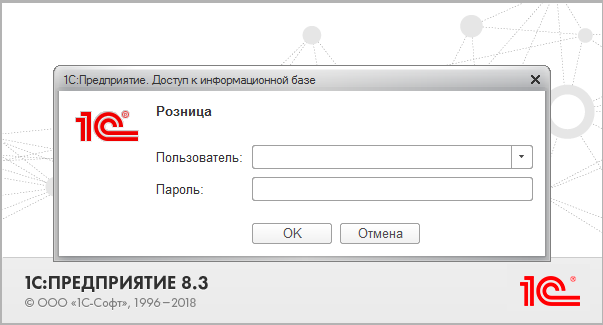 1С:Предприятие. Доступ к информационной базе
1С®
Розница
Пользователь:
Пароль:
OK
Отмена
1С:ПРЕДПРИЯТИЕ 8.3
© ООО «1С-Софт», 1996–2018
1С